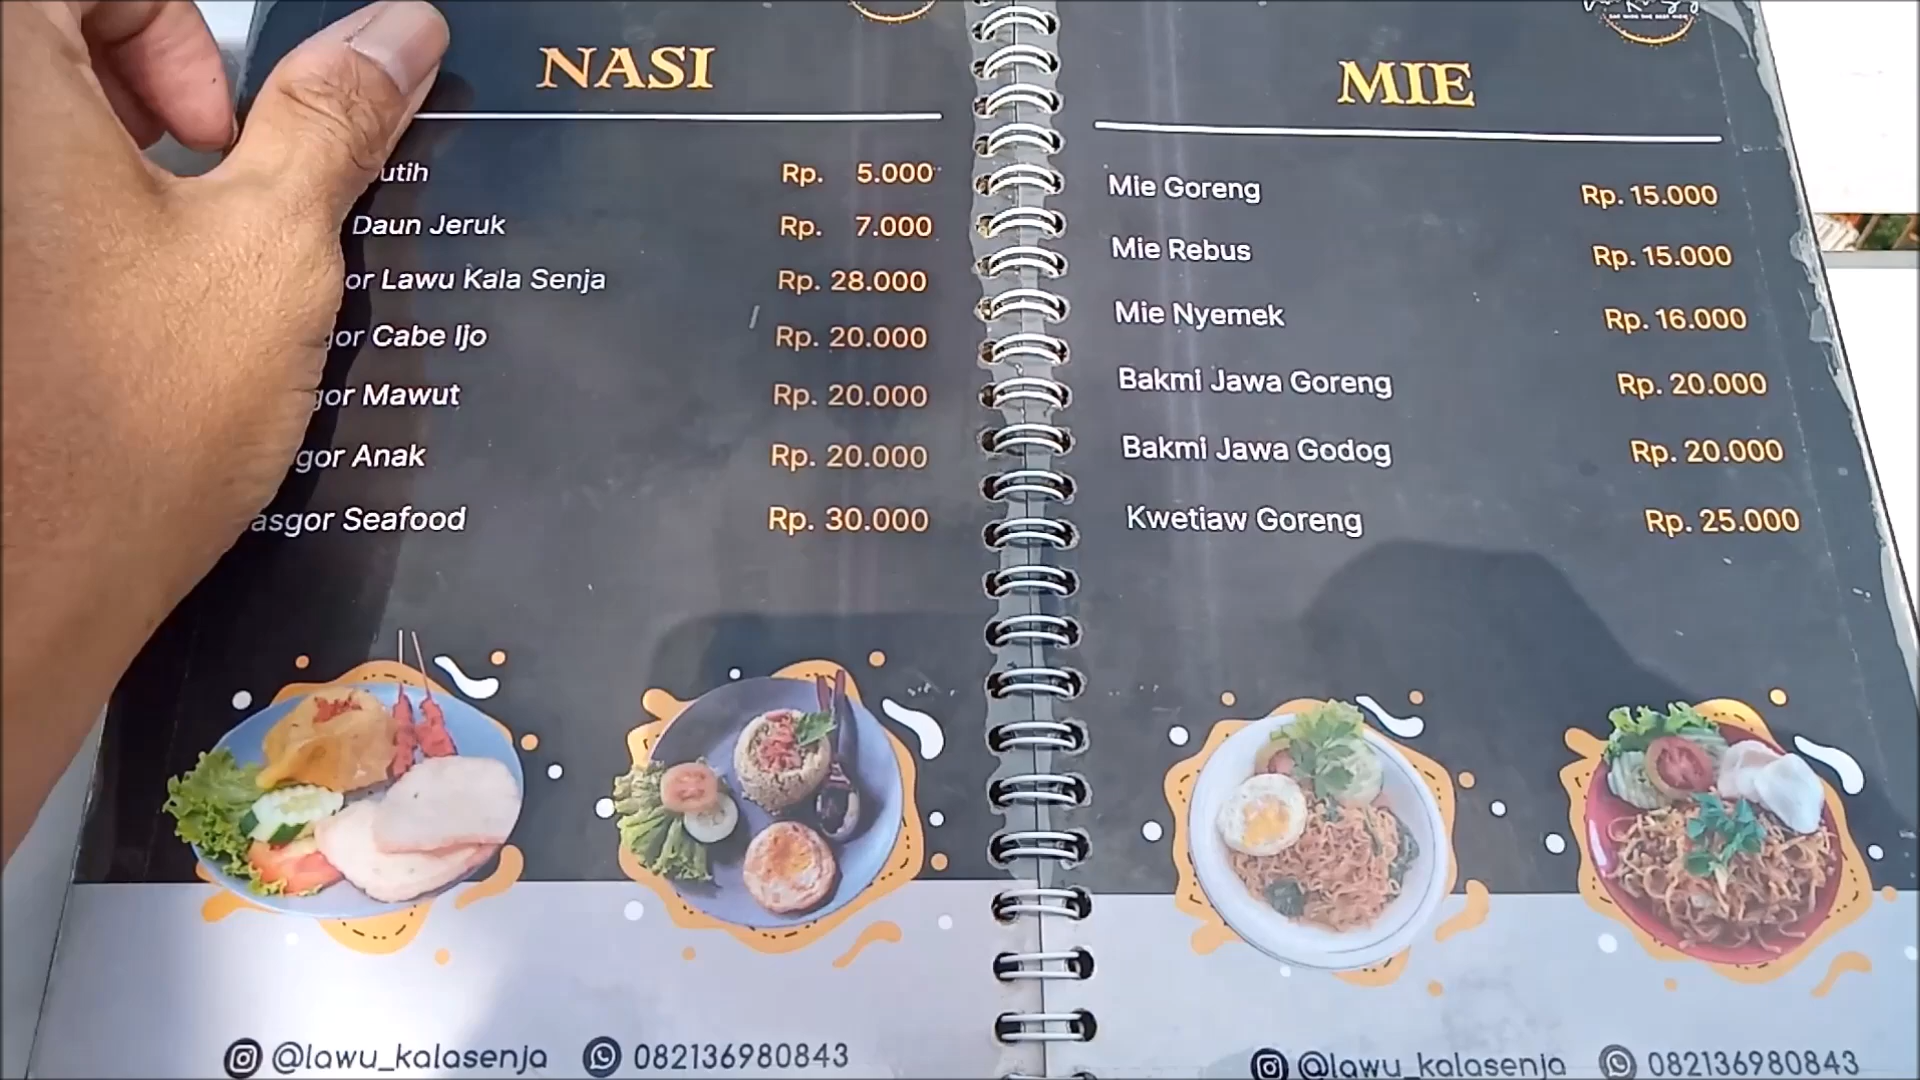 NASI
utih Rp. 5.000
Daun Jeruk Rp. 7.000
or Lawu Kala Senja Rp. 28.000
gor Cabe Ijo Rp. 20.000
gor Mawut Rp. 20.000
gor Anak Rp. 20.000
asgor Seafood Rp. 30.000
@lawu_kalasenja 082136980843
MIE
Mie Goreng Rp. 15.000
Mie Rebus Rp. 15.000
Mie Nyemek Rp. 16.000
Bakmi Jawa Goreng Rp. 20.000
Bakmi Jawa Godog Rp. 20.000
Kwetiaw Goreng Rp. 25.000
@lawu_kalasenja 082136980843